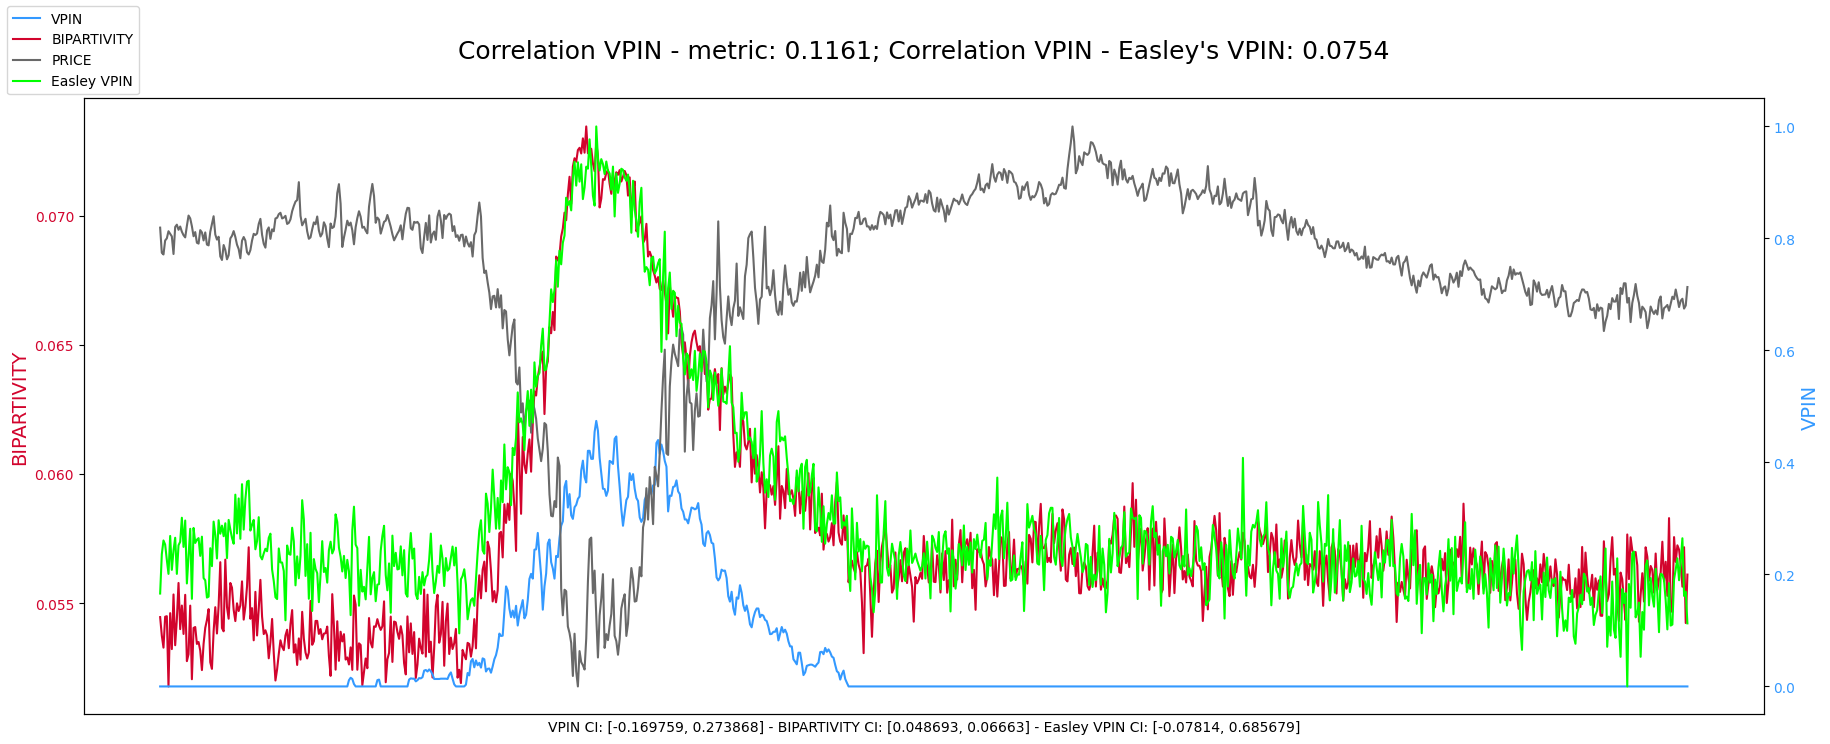 VPIN
BIPARTIVITY
PRICE
Easley VPIN
Correlation VPIN - metric: 0.1161; Correlation VPIN - Easley's VPIN: 0.0754
BIPARTIVITY
0.070
0.065
0.060
0.055
1.0
0.8
0.6
0.4
0.2
0.0
VPIN
VPIN CI: [-0.169759, 0.273868] - BIPARTIVITY CI: [0.048693, 0.06663] - Easley VPIN CI: [-0.07814, 0.685679]